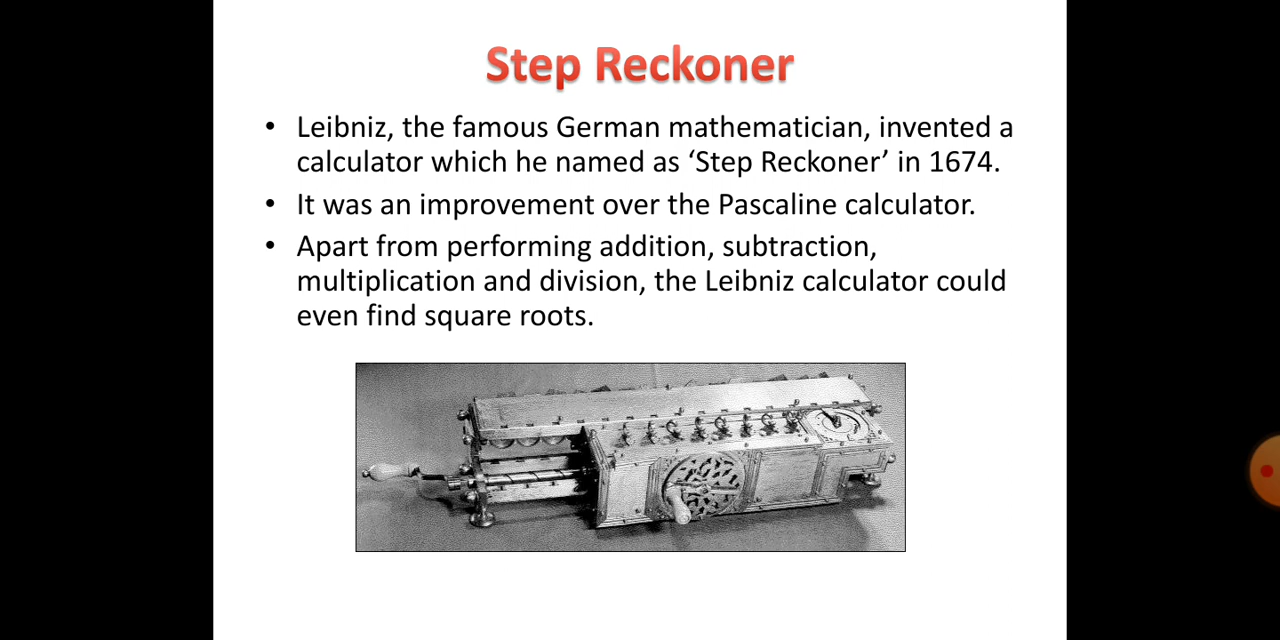 Step Reckoner
• Leibniz, the famous German mathematician, invented a
calculator which he named as ‘Step Reckoner’ in 1674.
• It was an improvement over the Pascaline calculator.
• Apart from performing addition, subtraction,
multiplication and division, the Leibniz calculator could
even find square roots.